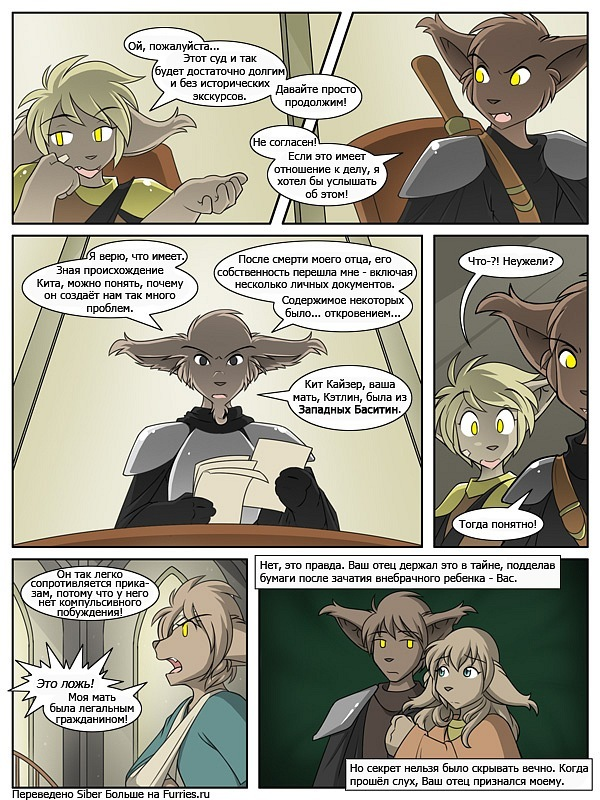 Ой, пожалуйста...
Этот суд и так
будет достаточно долгим
и без исторических
экскурсов.
Давайте просто
продолжим!
Не согласен!
Если это имеет
отношение к делу, я
хотел бы услышать
об этом!
Я верю, что имеет.
Зная происхождение
Кита, можно понять, почему
он создаёт нам так много
проблем.
После смерти моего отца, его
собственность перешла мне - включая
несколько личных документов.
Содержимое некоторых
было... откровением...
Кит Кайзер, ваша
мать, Кэтлин, была из
Западных Баситин.
Что-?! Неужели?
Тогда понятно!
Он так легко
сопротивляется прика-
зам, потому что у него
нет компульсивного
побуждения!
Это ложь!
Моя мать
была легальным
гражданином!
Нет, это правда. Ваш отец держал это в тайне, подделав
бумаги после зачатия внебрачного ребенка - Вас.
Но секрет нельзя было скрывать вечно. Когда
прошёл слух, Ваш отец признался моему.
Переведено Siber Больше на Furries.ru